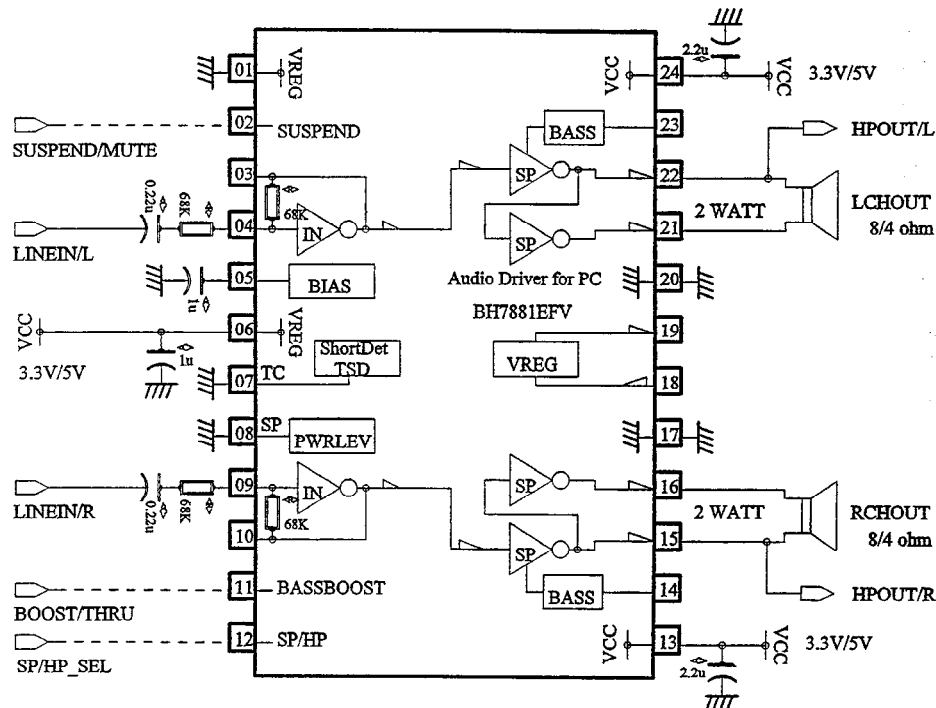 01
VREG
02
SUSPEND
SUSPEND/MUTE
03
0.22u
68K
68K
04
IN
LINEIN/L
05
BIAS
1u
06
VREG
VCC
1u
3.3V/5V
07
TC
ShortDet
TSD
08
SP
PWRLEV
09
IN
LINEIN/R
0.22u
68K
68K
10
11
BASSBOOST
BOOST/THRU
12
SP/HP
SP/HP_SEL
2.2u
VCC
24
VCC
3.3V/5V
BASS
23
HPOUT/L
SP
22
2 WATT
LCHOUT
8/4 ohm
SP
21
Audio Driver for PC
BH7881EFV
20
19
VREG
18
17
SP
16
2 WATT
RCHOUT
8/4 ohm
SP
15
BASS
14
HPOUT/R
VCC
13
VCC
3.3V/5V
2.2u